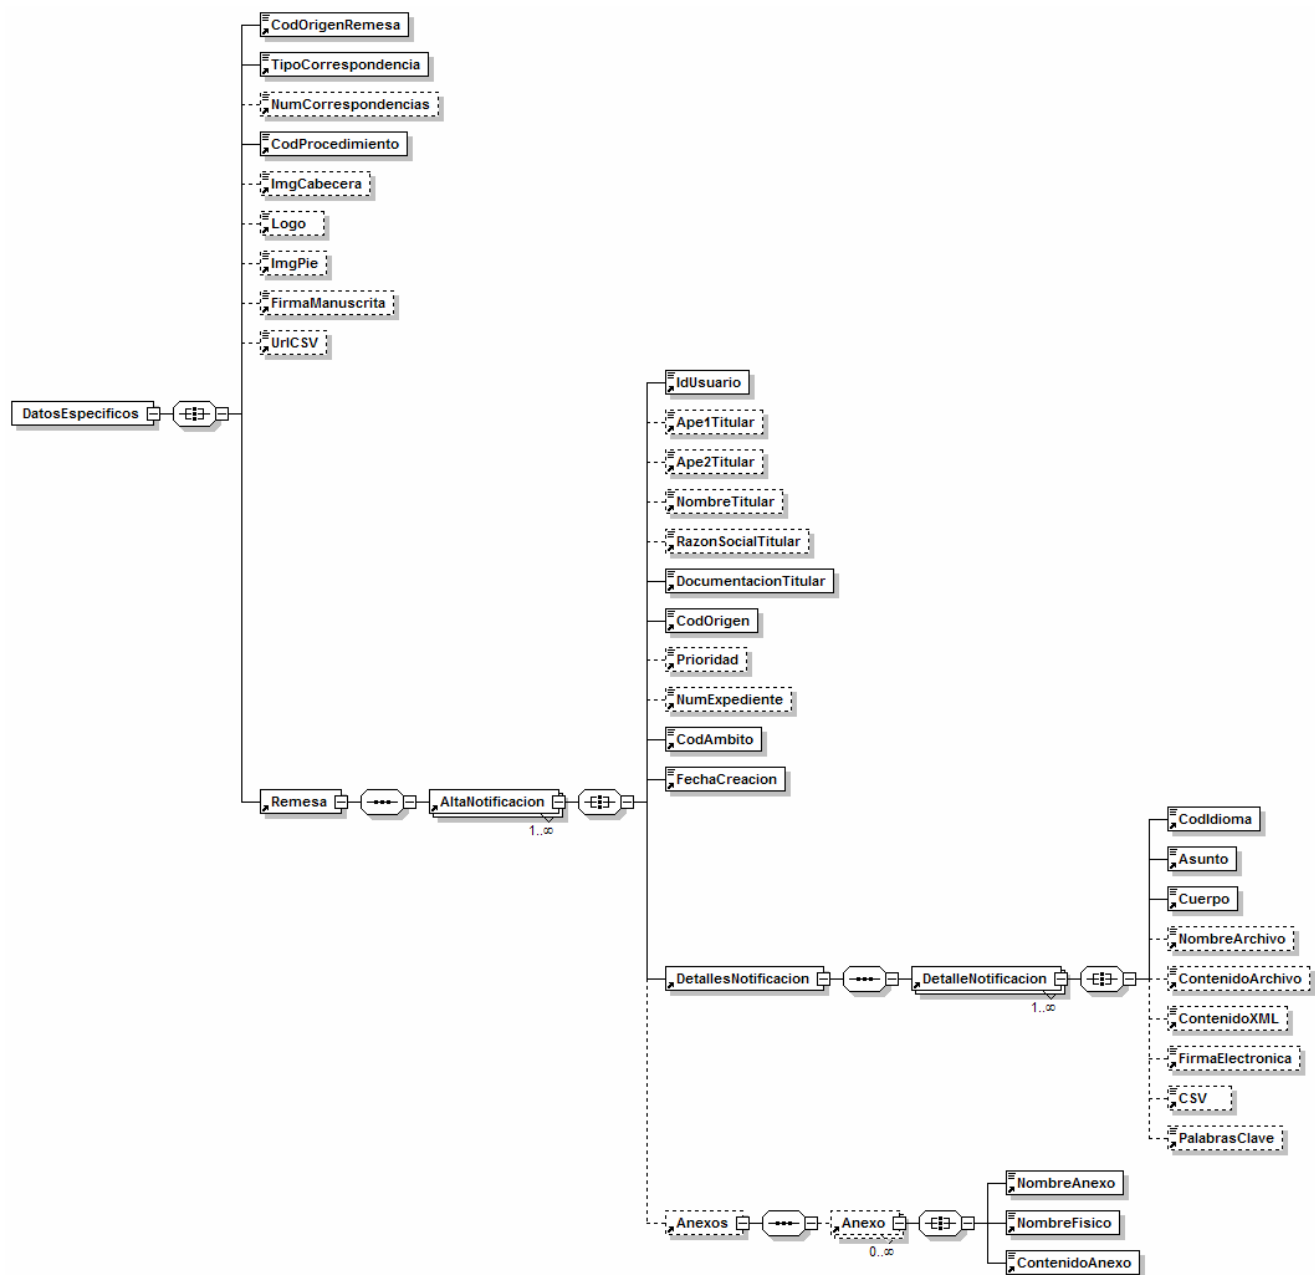 CodOrigenRemesa
TipoCorrespondencia
NumCorrespondencias
CodProcedimiento
ImgCabecera
Logo
ImgPie
FirmaManuscrita
UrlCSV
DatosEspecificos
IdUsuario
Ape1Titular
Ape2Titular
NombreTitular
RazonSocialTitular
DocumentacionTitular
CodOrigen
Prioridad
NumExpediente
CodAmbito
FechaCreacion
Remesa
AltaNotificacion
1..∞
CodIdioma
Asunto
Cuerpo
NombreArchivo
ContenidoArchivo
ContenidoXML
FirmaElectronica
CSV
PalabrasClave
DetallesNotificacion
DetalleNotificacion
1..∞
Anexos
Anexo
0..∞
NombreAnexo
NombreFisico
ContenidoAnexo